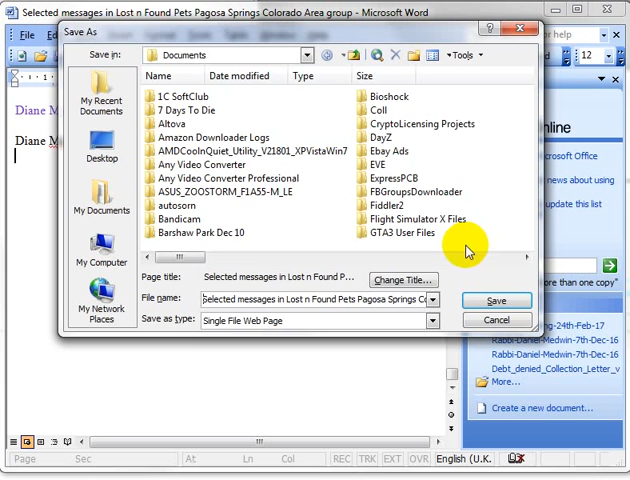 Selected messages in Lost n Found Pets Pagosa Springs Colorado Area group - Microsoft Word
File
Edit
Save As
Save in:
Documents
Tools
12
Name
Date modified
Type
Size
My Recent Documents
Desktop
My Documents
My Computer
My Network Places
1C SoftClub
7 Days To Die
Altova
Amazon Downloader Logs
AMDCoolnQuiet_Utility_V21801_XPVistaWin7
Any Video Converter
Any Video Converter Professional
ASUS_ZOOSTORM_F1A55-M_LE
autosorn
Bandicam
Barshaw Park Dec 10
Bioshock
Coll
CryptoLicensing Projects
DayZ
Ebay Ads
EVE
ExpressPCB
FBGroupsDownloader
Fiddler2
Flight Simulator X Files
GTA3 User Files
Page title:
Selected messages in Lost n Found P...
Change Title...
File name:
Selected messages in Lost n Found Pets Pagosa Springs Co
Save
Save as type:
Single File Web Page
Cancel
Diane M
Diane M
nline
icrosoft Office
news about using
update this list
ore than one copy"
ng-24th-Feb-17
Rabbi-Daniel-Medwin-7th-Dec-16
Rabbi-Daniel-Medwin-7th-Dec-16
Debt_denied_Collection_Letter_v
More...
Create a new document...
Page
Sec
At
Ln
Col
REC
TRK
EXT
OVR
English (U.K.